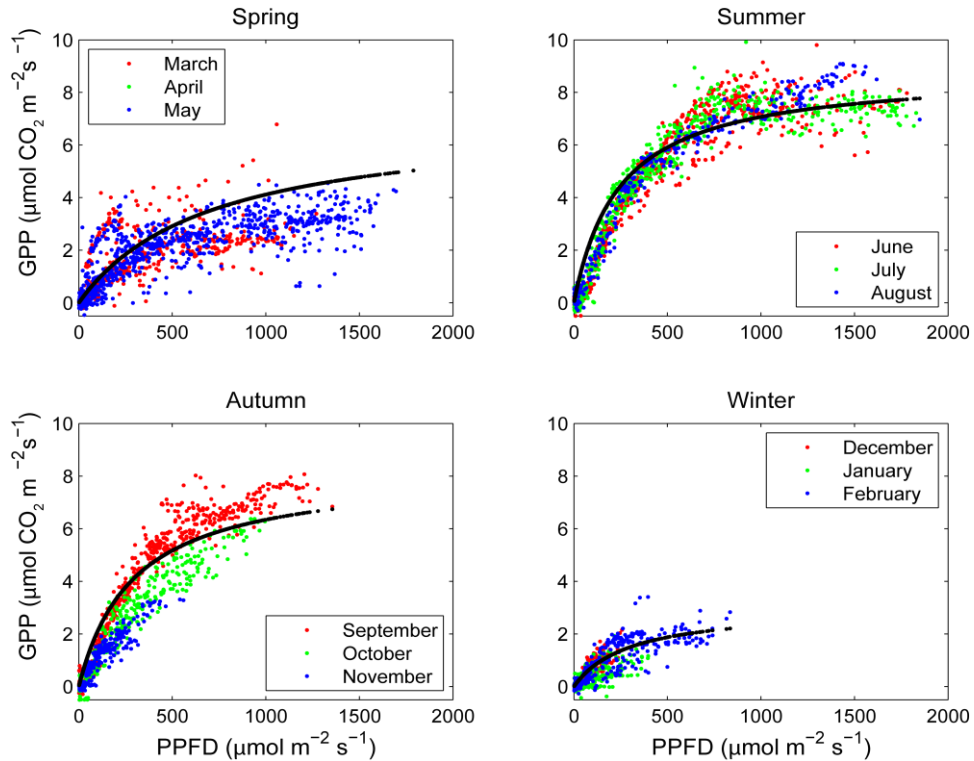 Spring
10
8
6
4
2
0
0
500
1000
1500
2000
GPP (μmol CO2 m−2s−1)
March
April
May
Summer
10
8
6
4
2
0
0
500
1000
1500
2000
June
July
August
Autumn
10
8
6
4
2
0
0
500
1000
1500
2000
GPP (μmol CO2 m−2s−1)
PPFD (μmol m−2 s−1)
September
October
November
Winter
10
8
6
4
2
0
0
500
1000
1500
2000
PPFD (μmol m−2 s−1)
December
January
February